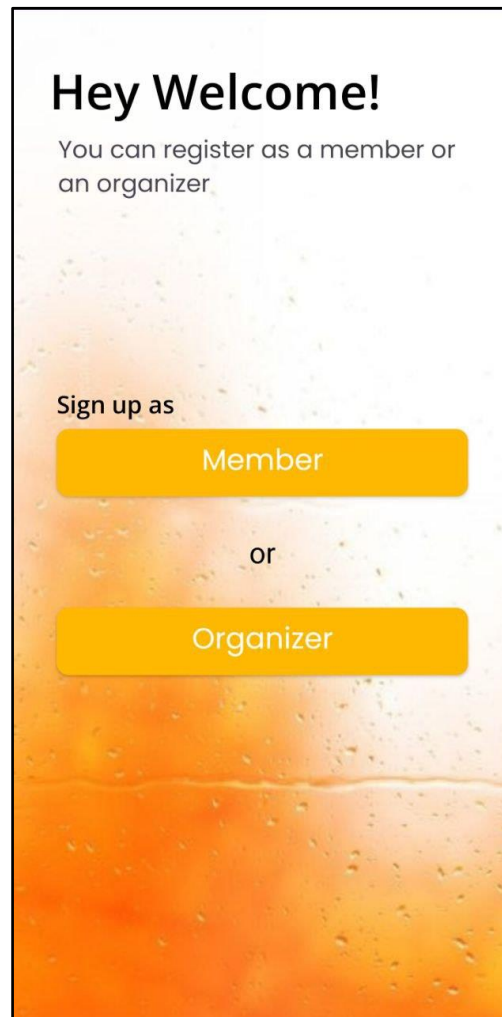 Hey Welcome!
You can register as a member or
an organizer
Sign up as
Member
or
Organizer